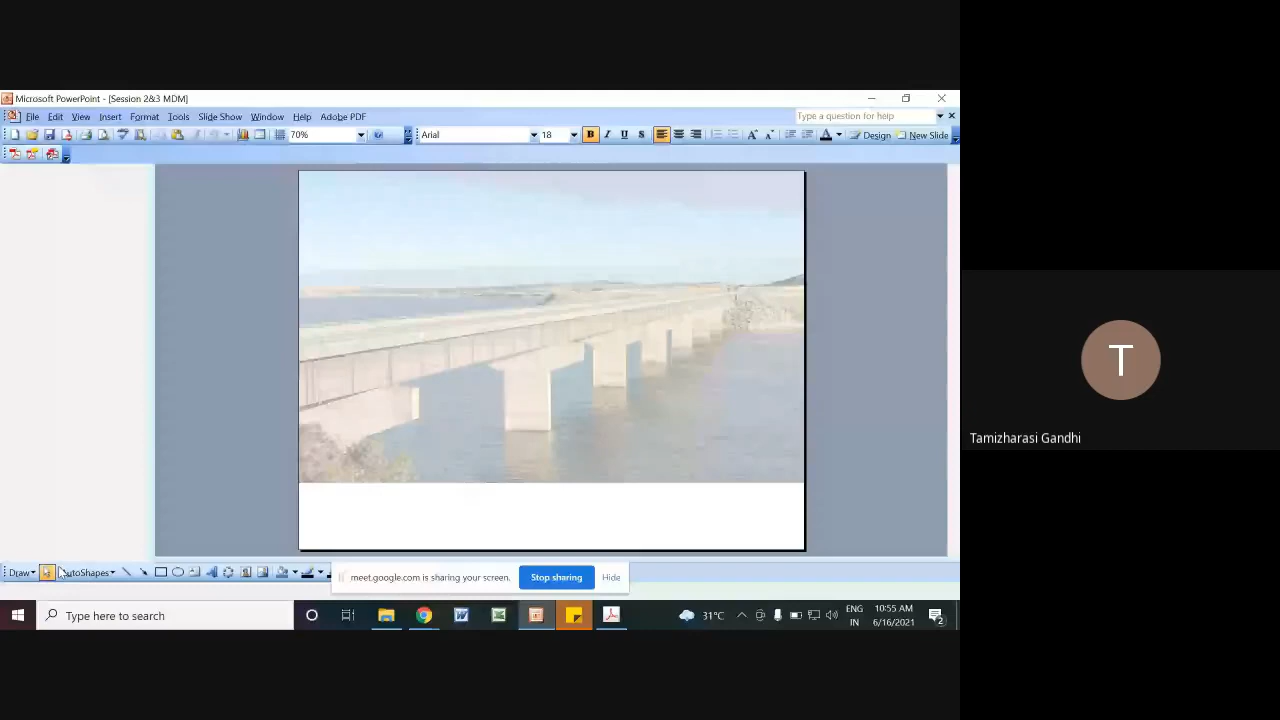 Microsoft PowerPoint - [Session 2&3 MDM]
File Edit View Insert Format Tools Slide Show Window Help Adobe PDF
Type a question for help
70% Arial 18 B I U S A A A Design New Slide
T
Tamizharasi Gandhi
Draw AutoShapes
meet.google.com is sharing your screen. Stop sharing Hide
Type here to search
31°C
ENG
IN
10:55 AM
6/16/2021
2